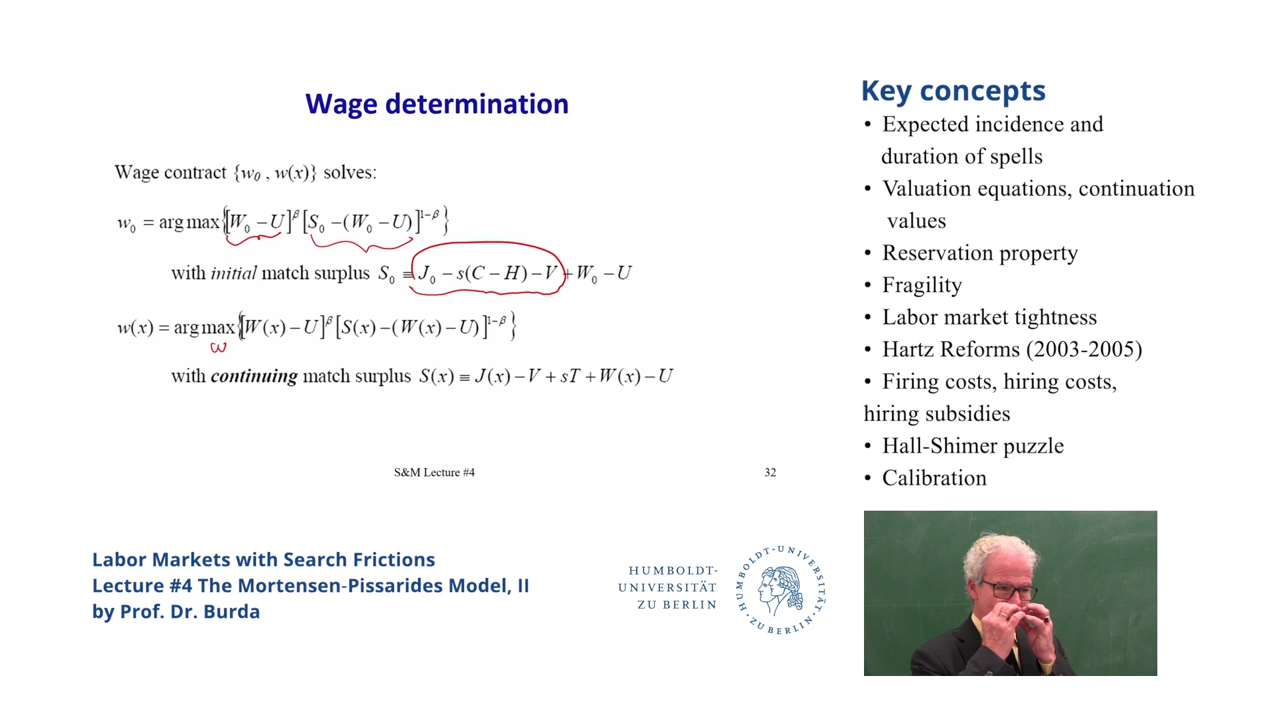 Wage determination
Wage contract {w₀ , w(x)} solves:
w₀ = arg max{[W₀ − U]^β [S₀ − (W₀ − U)]^{1−β}}
with initial match surplus S₀ ≡ J₀ − s(C − H) − V + W₀ − U
w(x) = arg max{[W(x) − U]^β [S(x) − (W(x) − U)]^{1−β}}
ω
with continuing match surplus S(x) ≡ J(x) − V + sT + W(x) − U
S&M Lecture #4
32
Key concepts
• Expected incidence and
duration of spells
• Valuation equations, continuation
values
• Reservation property
• Fragility
• Labor market tightness
• Hartz Reforms (2003-2005)
• Firing costs, hiring costs,
hiring subsidies
• Hall-Shimer puzzle
• Calibration
Labor Markets with Search Frictions
Lecture #4 The Mortensen-Pissarides Model, II
by Prof. Dr. Burda
HUMBOLDT-
UNIVERSITÄT
ZU BERLIN
HUMBOLDT-UNIVERSITÄT ZU BERLIN